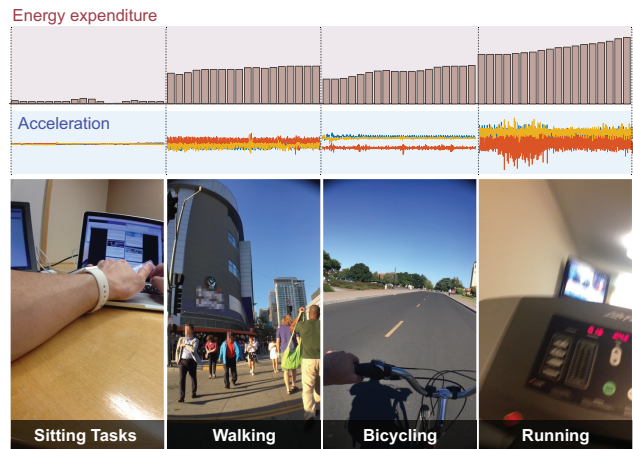 Energy expenditure
Acceleration
Sitting Tasks
Walking
Bicycling
Running